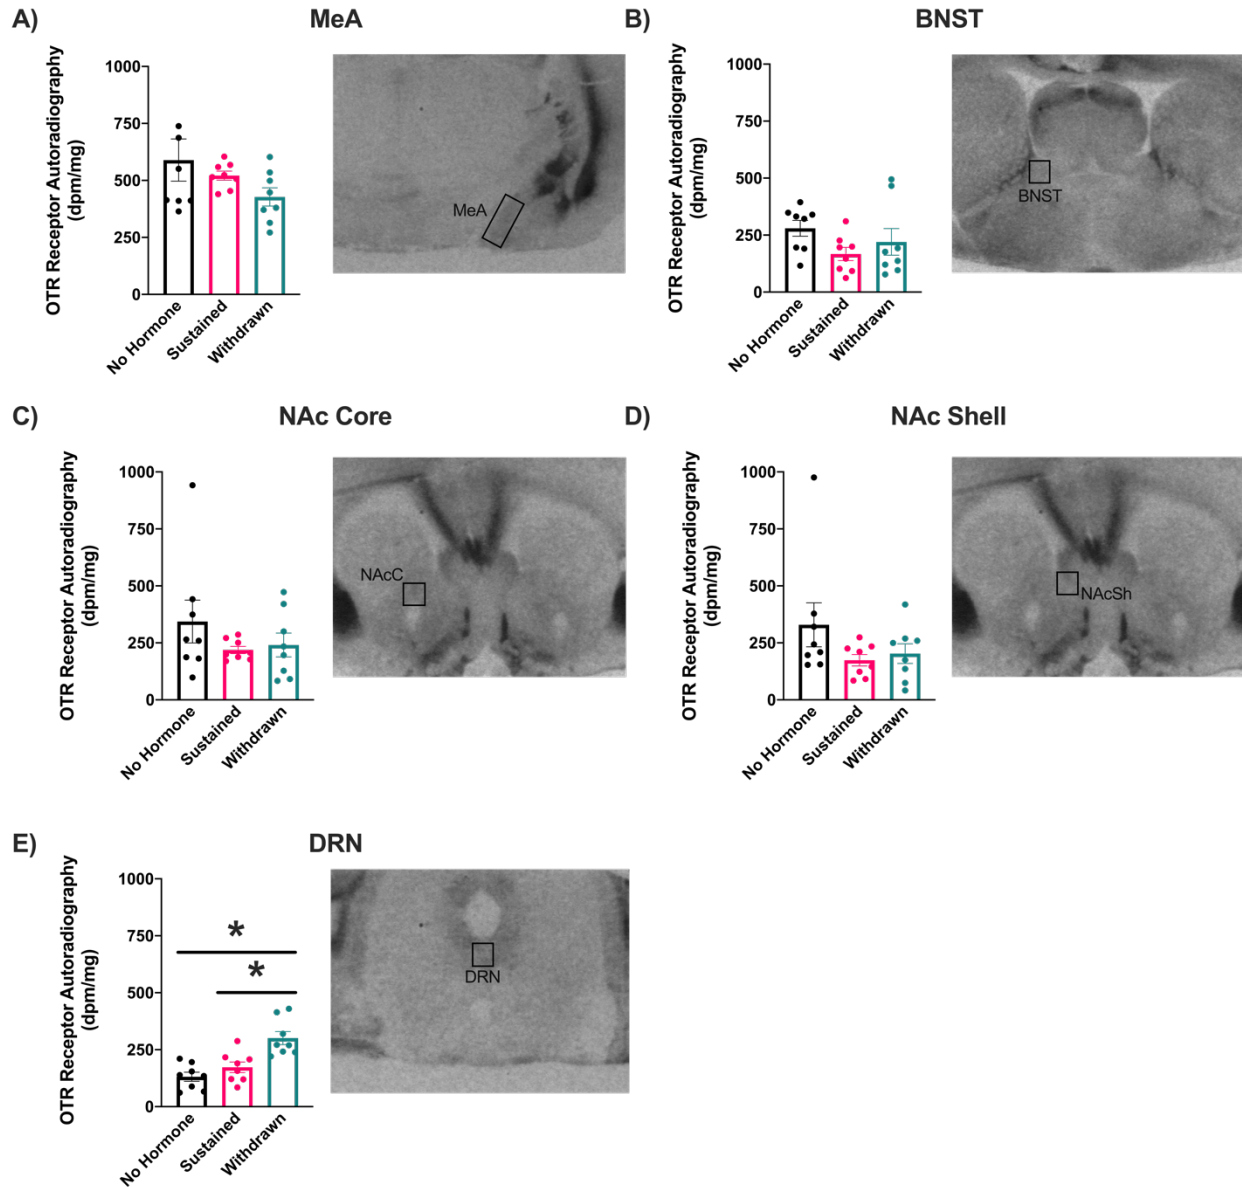 A)
MeA
OTR Receptor Autoradiography
(dpm/mg)
1000
750
500
250
0
No Hormone
Sustained
Withdrawn
MeA
B)
BNST
OTR Receptor Autoradiography
(dpm/mg)
1000
750
500
250
0
No Hormone
Sustained
Withdrawn
BNST
C)
NAc Core
OTR Receptor Autoradiography
(dpm/mg)
1000
750
500
250
0
No Hormone
Sustained
Withdrawn
NAcC
D)
NAc Shell
OTR Receptor Autoradiography
(dpm/mg)
1000
750
500
250
0
No Hormone
Sustained
Withdrawn
NAcSh
E)
DRN
OTR Receptor Autoradiography
(dpm/mg)
1000
750
500
250
0
*
*
No Hormone
Sustained
Withdrawn
DRN